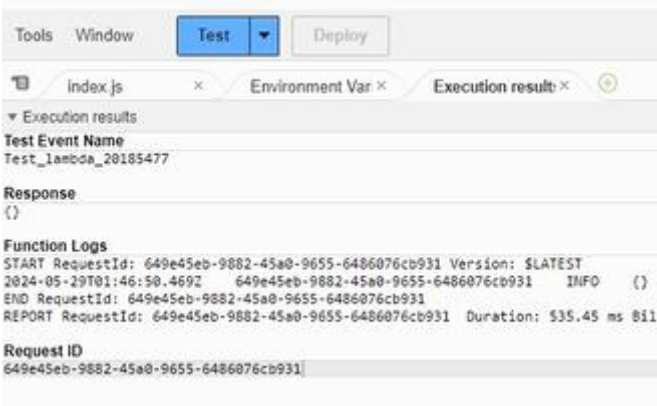 Tools Window Test Deploy
index.js Environment Var Execution results
Execution results
Test Event Name
Test_lambda_20185477
Response
{}
Function Logs
START RequestId: 649e45eb-9882-45a0-9655-6486076cb931 Version: $LATEST
2024-05-29T01:46:50.469Z 649e45eb-9882-45a0-9655-6486076cb931 INFO {}
END RequestId: 649e45eb-9882-45a0-9655-6486076cb931
REPORT RequestId: 649e45eb-9882-45a0-9655-6486076cb931 Duration: 535.45 ms Bil
Request ID
649e45eb-9882-45a0-9655-6486076cb931